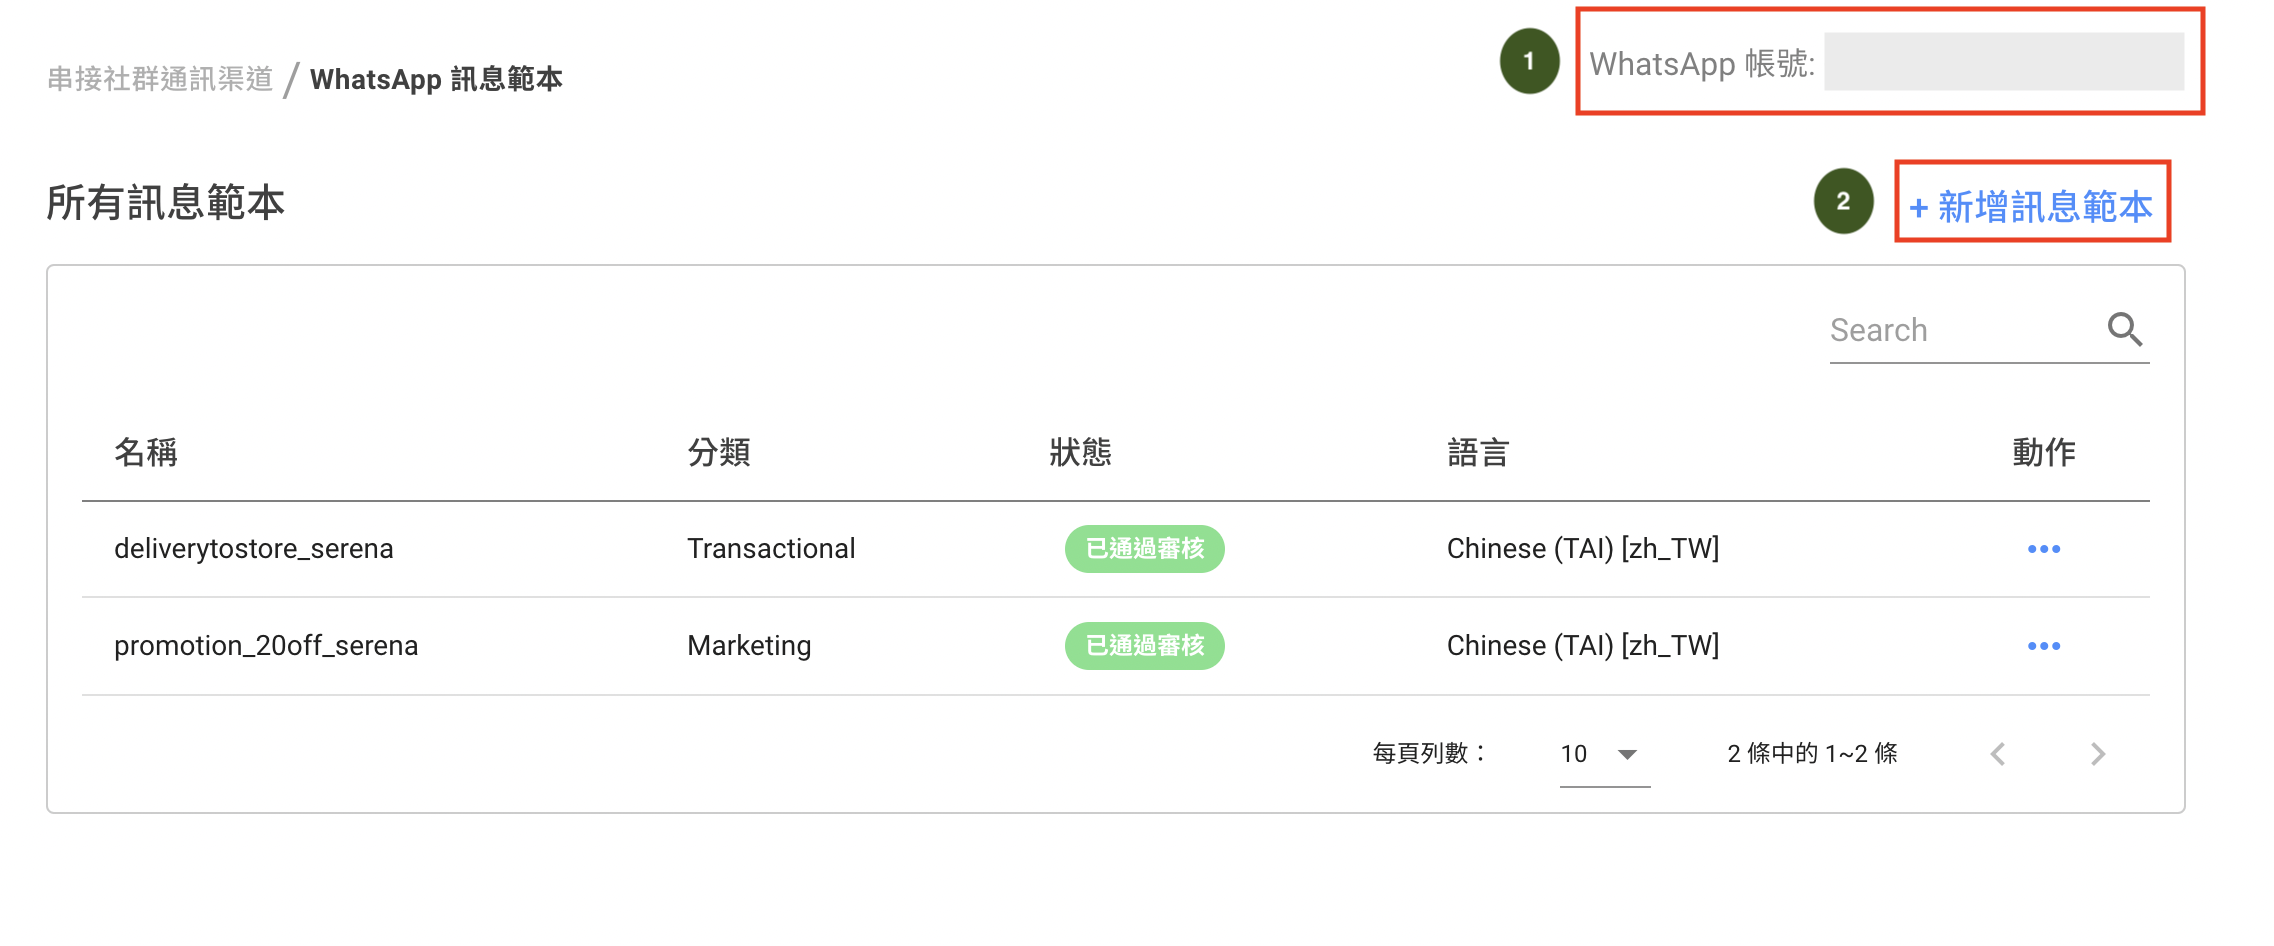 1 WhatsApp 帳號:
串接社群通訊渠道 / WhatsApp 訊息範本
所有訊息範本
2 + 新增訊息範本
Search
名稱 分類 狀態 語言 動作
deliverytostore_serena Transactional 已通過審核 Chinese (TAI) [zh_TW]
promotion_20off_serena Marketing 已通過審核 Chinese (TAI) [zh_TW]
每頁列數： 10 2 條中的 1~2 條